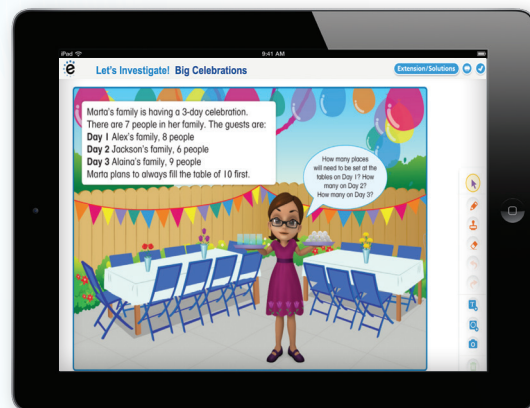 iPad
9:41 AM
e
Let's Investigate! Big Celebrations
Extension/Solutions
Marta's family is having a 3-day celebration.
There are 7 people in her family. The guests are:
Day 1 Alex's family, 8 people
Day 2 Jackson's family, 6 people
Day 3 Alaina's family, 9 people
Marta plans to always fill the table of 10 first.
How many places
will need to be set at the
tables on Day 1? How
many on Day 2?
How many on Day 3?
T